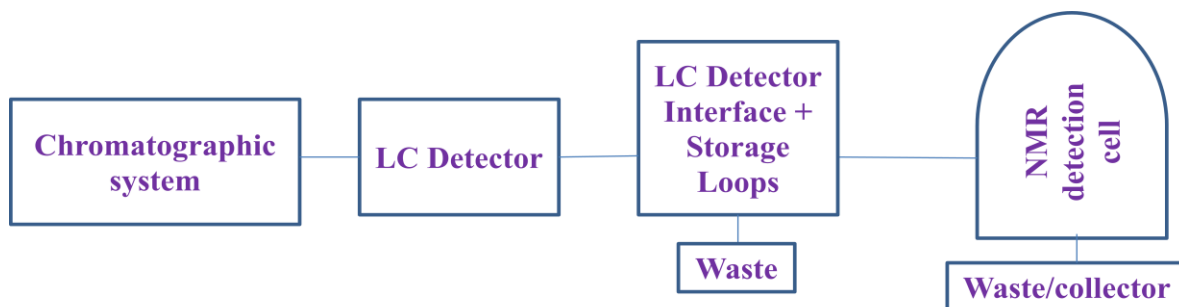 Chromatographic
system
LC Detector
LC Detector
Interface +
Storage
Loops
Waste
NMR
detection
cell
Waste/collector